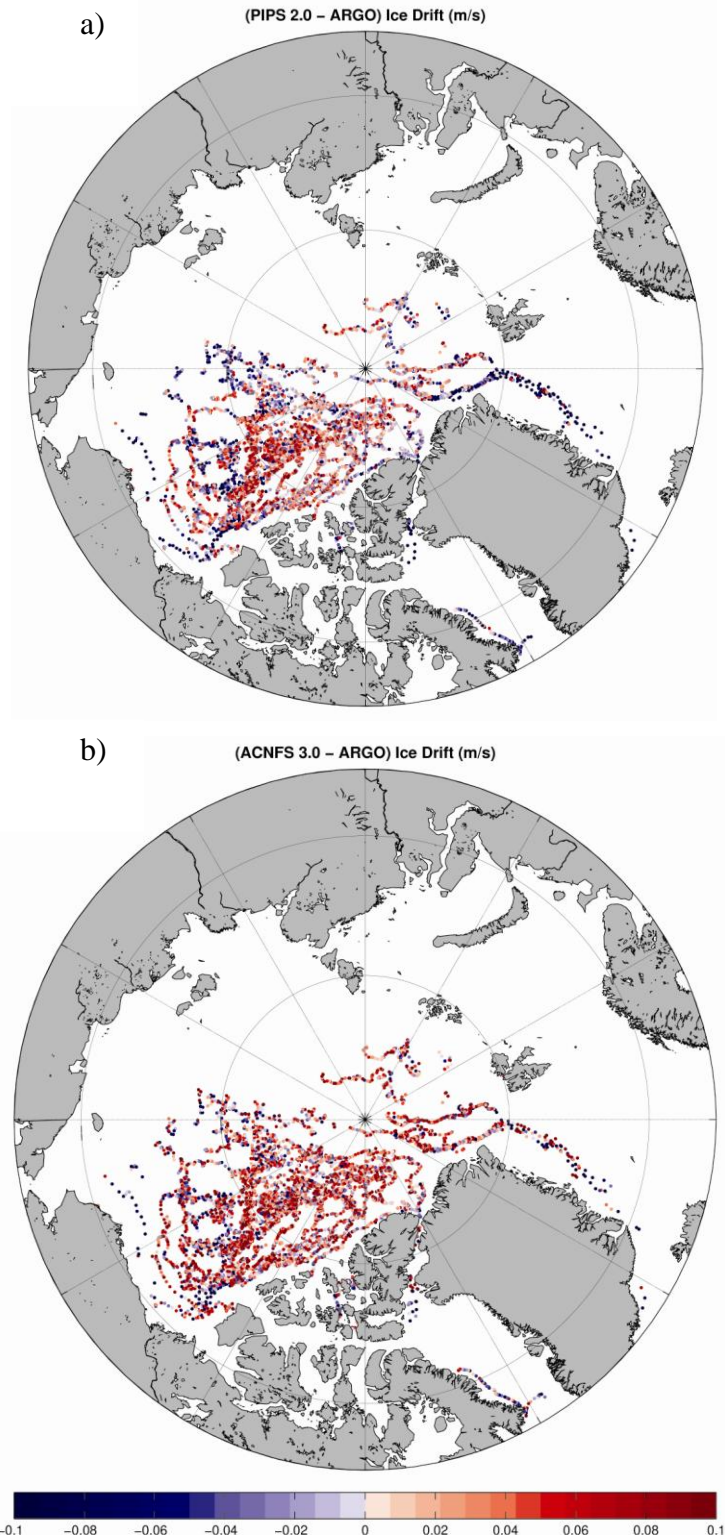 a)
(PIPS 2.0 − ARGO) Ice Drift (m/s)
b)
(ACNFS 3.0 − ARGO) Ice Drift (m/s)
−0.1 −0.08 −0.06 −0.04 −0.02 0 0.02 0.04 0.06 0.08 0.1